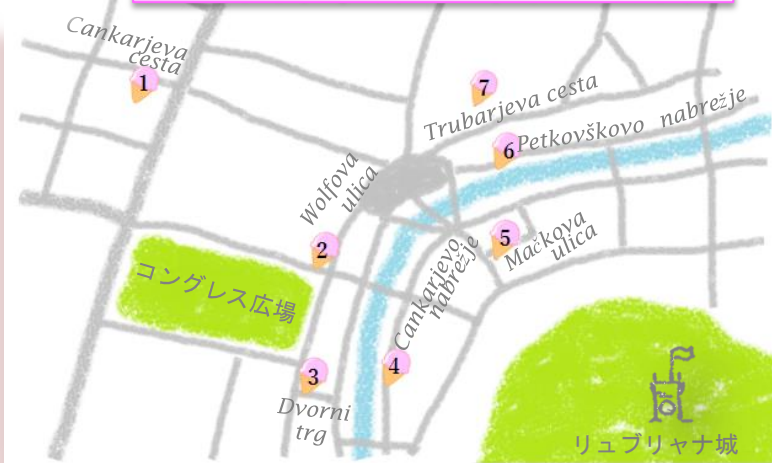 Cankarjeva
cesta
1
7
Trubarjeva cesta
6
Petkovškovo nabrežje
Wolfova
ulica
2
5
Mačkova
ulica
Cankarjevo
nabrežje
コングレス広場
3
4
Dvorni
trg
リュブリャナ城